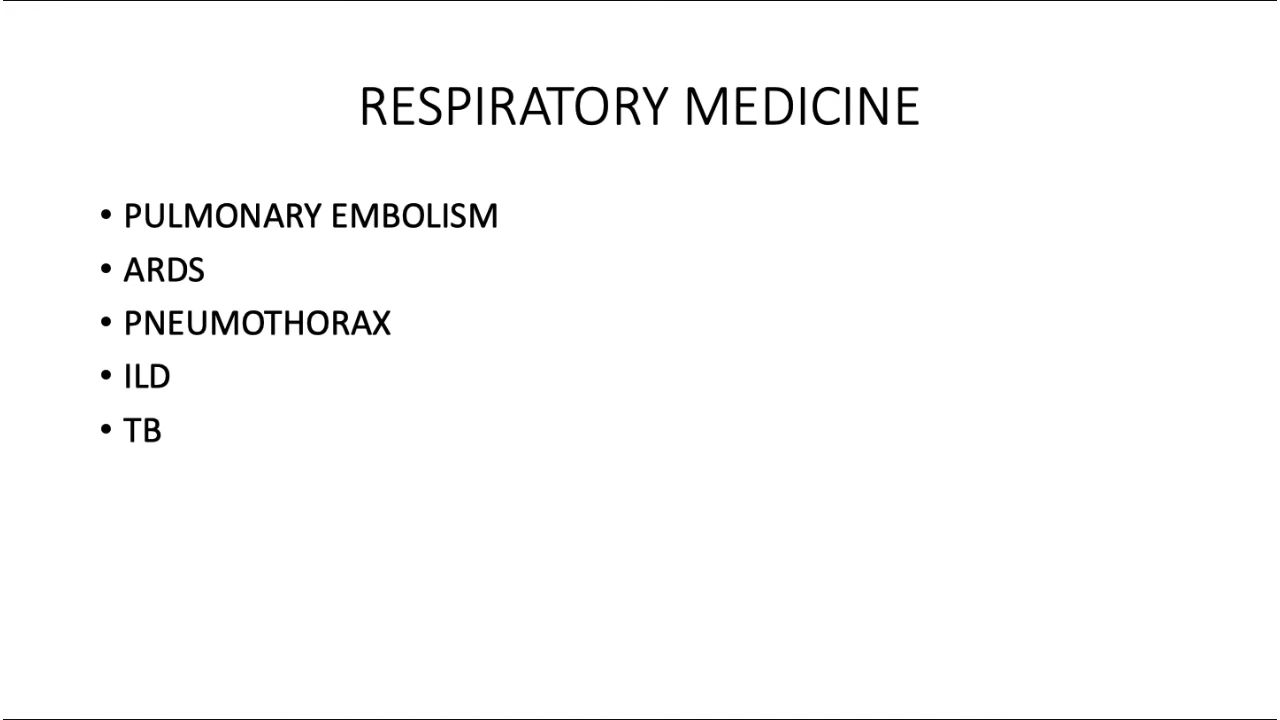 RESPIRATORY MEDICINE
• PULMONARY EMBOLISM
• ARDS
• PNEUMOTHORAX
• ILD
• TB